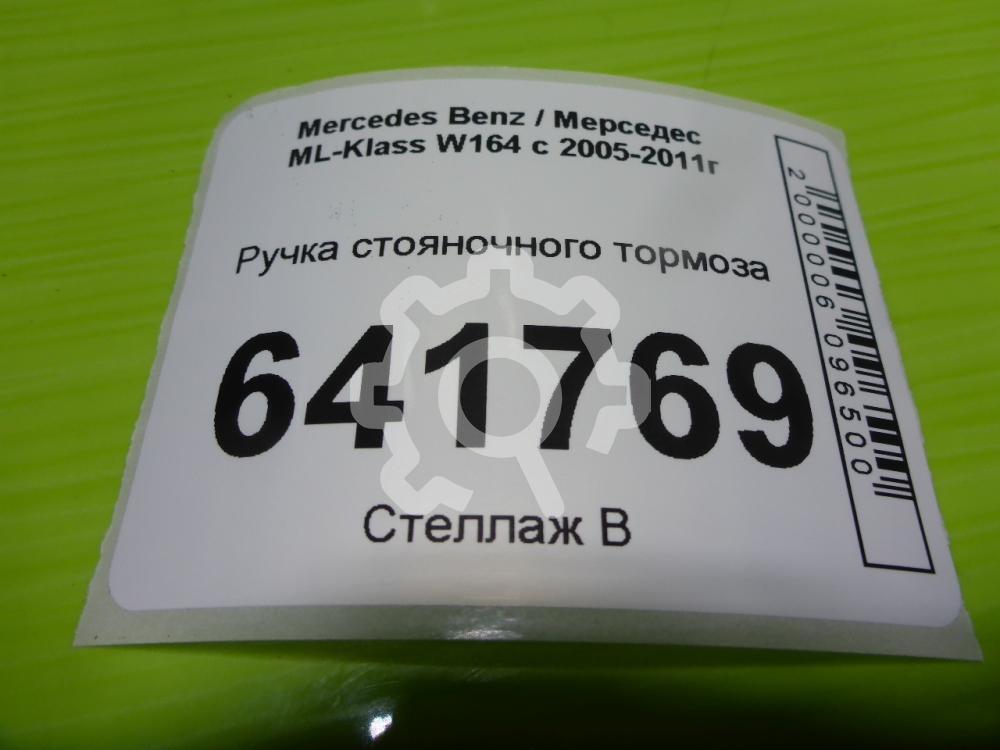 Mercedes Benz / Мерседес
ML-Klass W164 с 2005-2011г
Ручка стояночного тормоза
641769
Стеллаж В
2000006096500